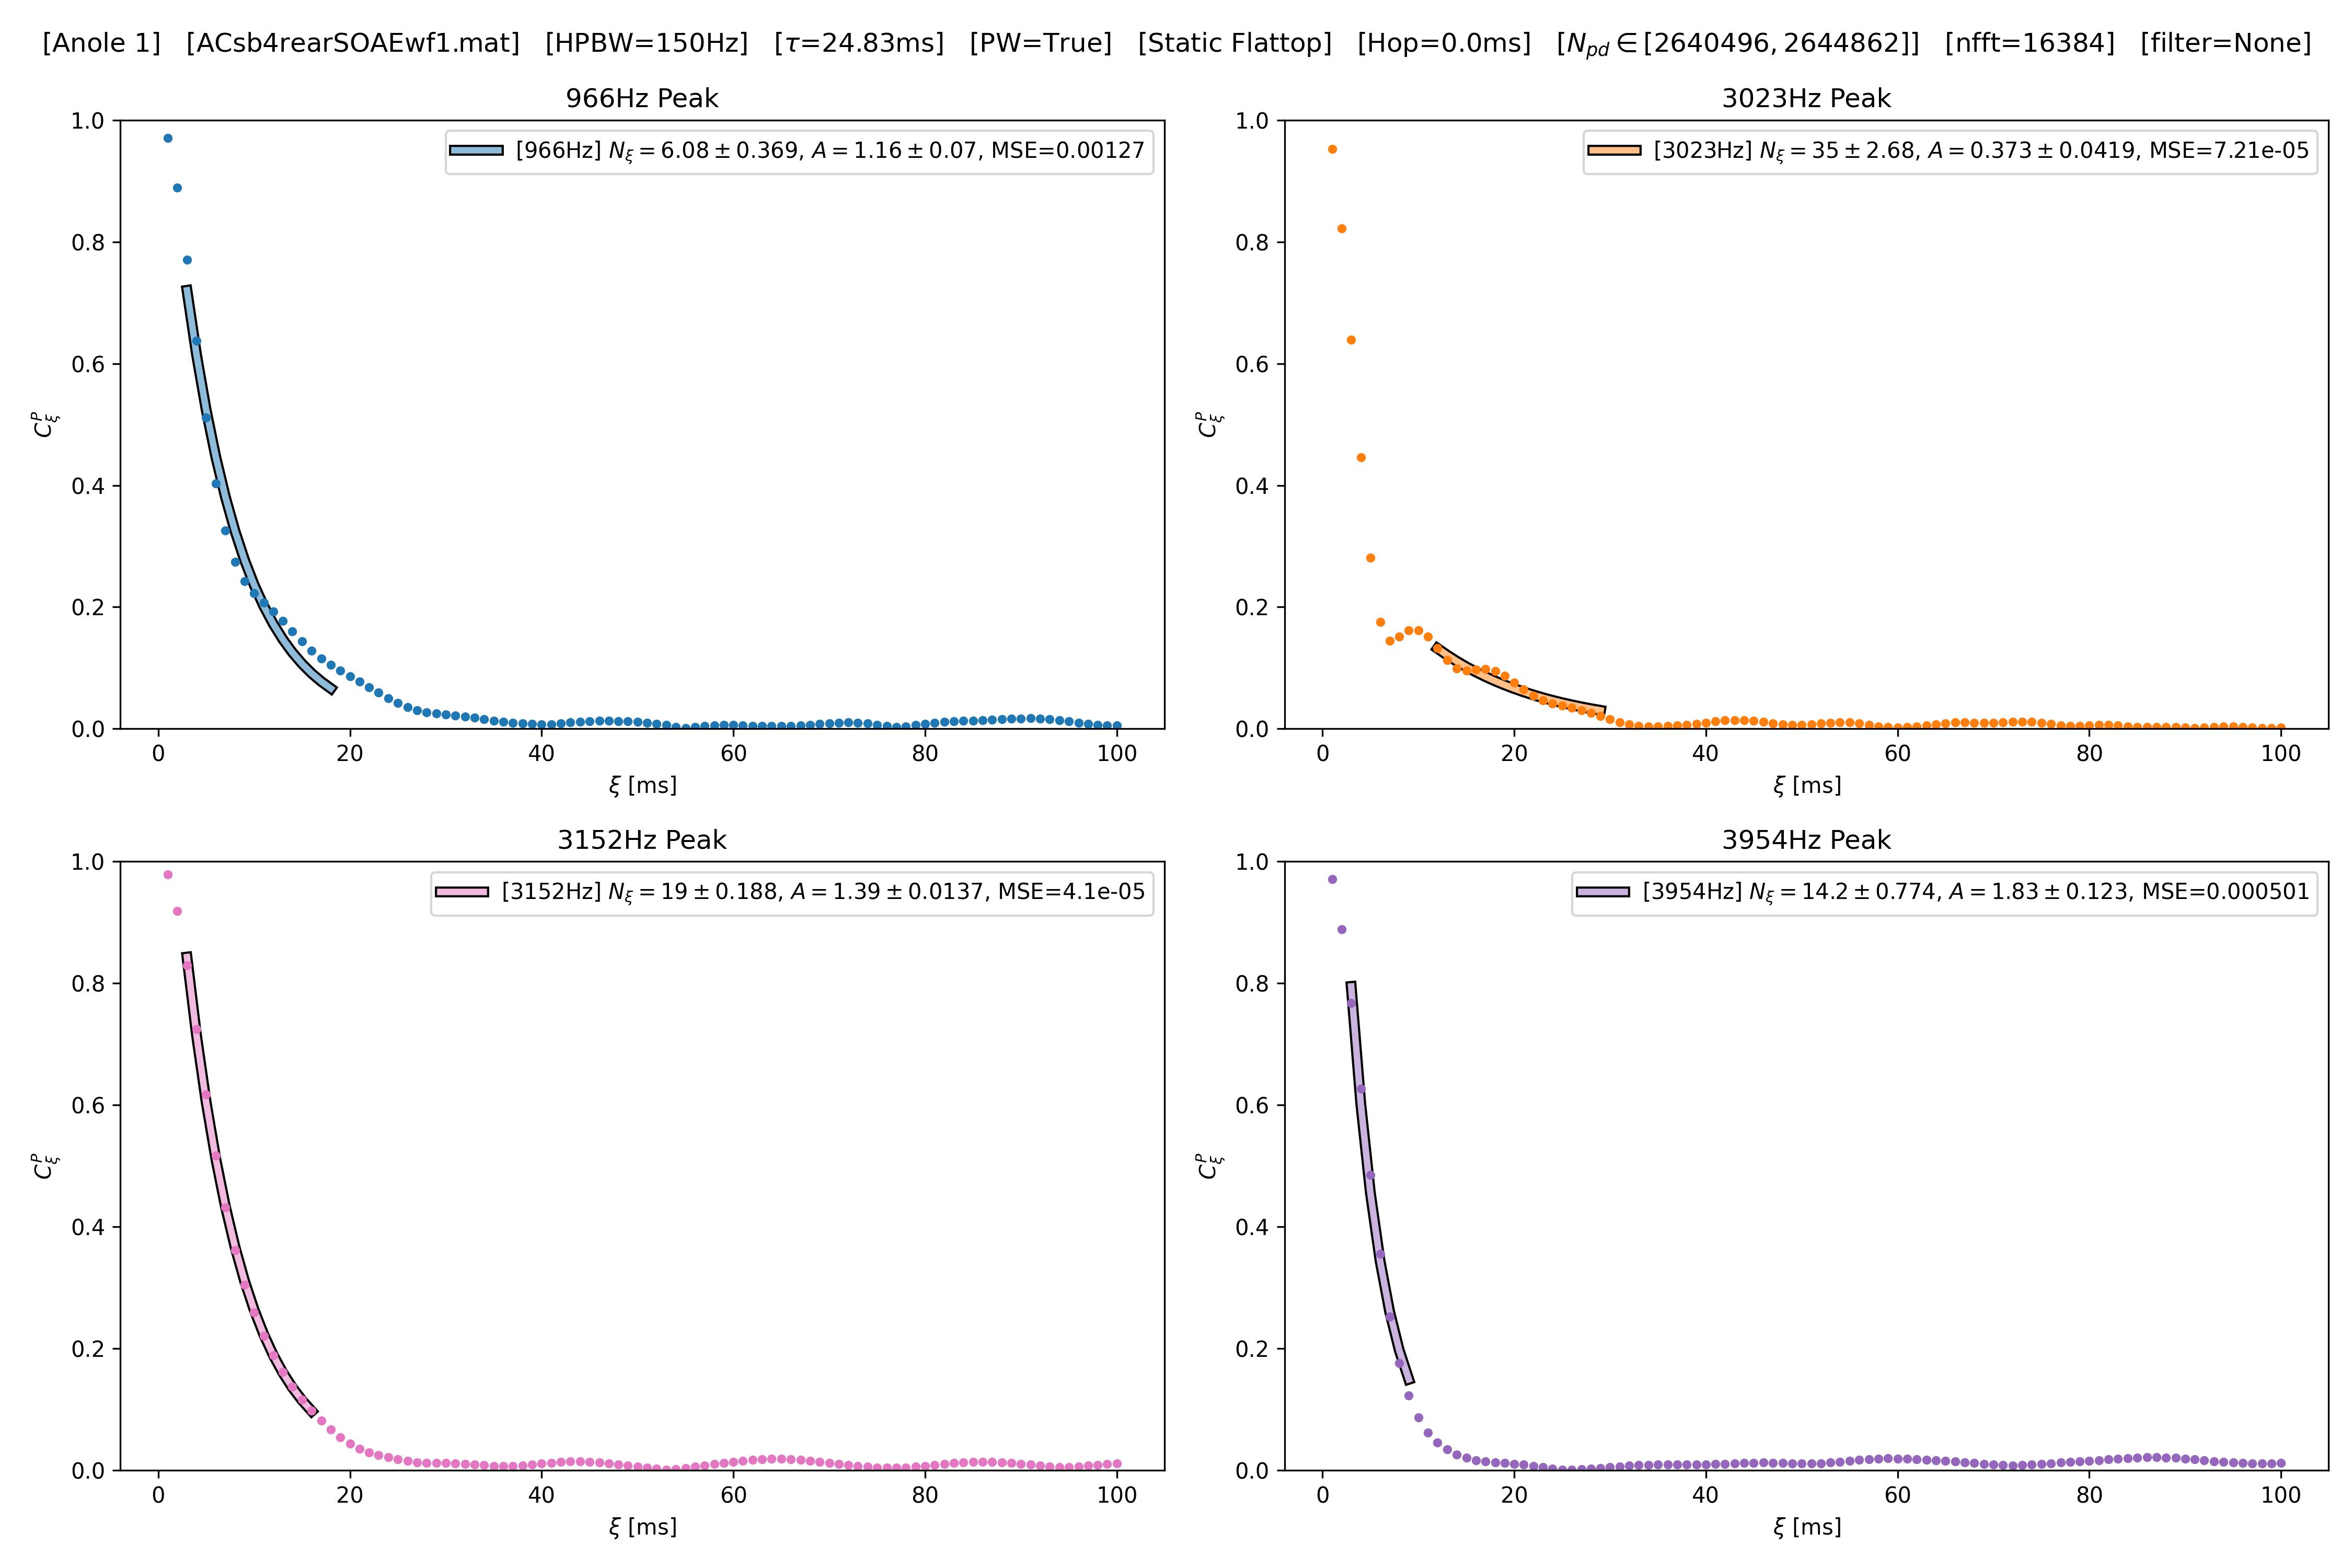 [Anole 1] [ACsb4rearSOAEwf1.mat] [HPBW=150Hz] [τ=24.83ms] [PW=True] [Static Flattop] [Hop=0.0ms] [N_pd ∈ [2640496, 2644862]] [nfft=16384] [filter=None]
966Hz Peak
[966Hz] N_ξ = 6.08 ± 0.369, A = 1.16 ± 0.07, MSE=0.00127
1.0
0.8
0.6
0.4
0.2
0.0
C_ξ^P
0 20 40 60 80 100
ξ [ms]
3023Hz Peak
[3023Hz] N_ξ = 35 ± 2.68, A = 0.373 ± 0.0419, MSE=7.21e-05
1.0
0.8
0.6
0.4
0.2
0.0
C_ξ^P
0 20 40 60 80 100
ξ [ms]
3152Hz Peak
[3152Hz] N_ξ = 19 ± 0.188, A = 1.39 ± 0.0137, MSE=4.1e-05
1.0
0.8
0.6
0.4
0.2
0.0
C_ξ^P
0 20 40 60 80 100
ξ [ms]
3954Hz Peak
[3954Hz] N_ξ = 14.2 ± 0.774, A = 1.83 ± 0.123, MSE=0.000501
1.0
0.8
0.6
0.4
0.2
0.0
C_ξ^P
0 20 40 60 80 100
ξ [ms]